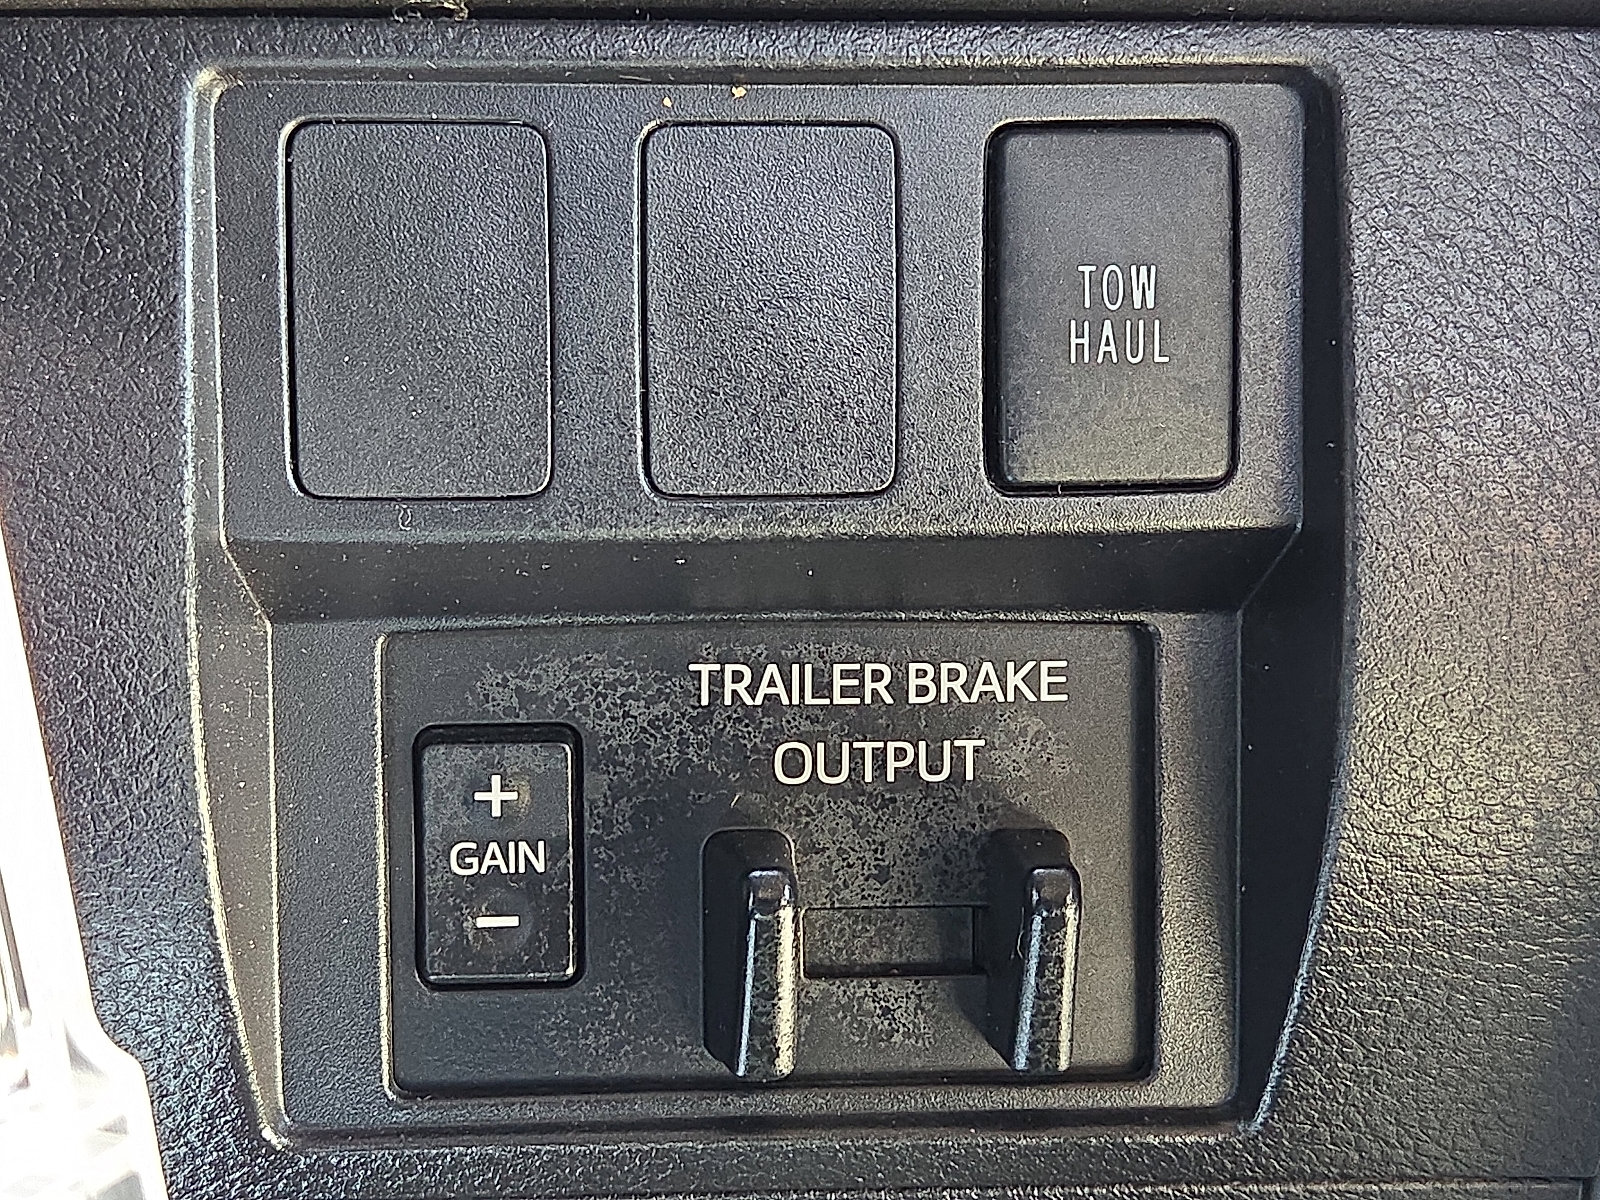 TOW
HAUL
TRAILER BRAKE
OUTPUT
+
GAIN
−